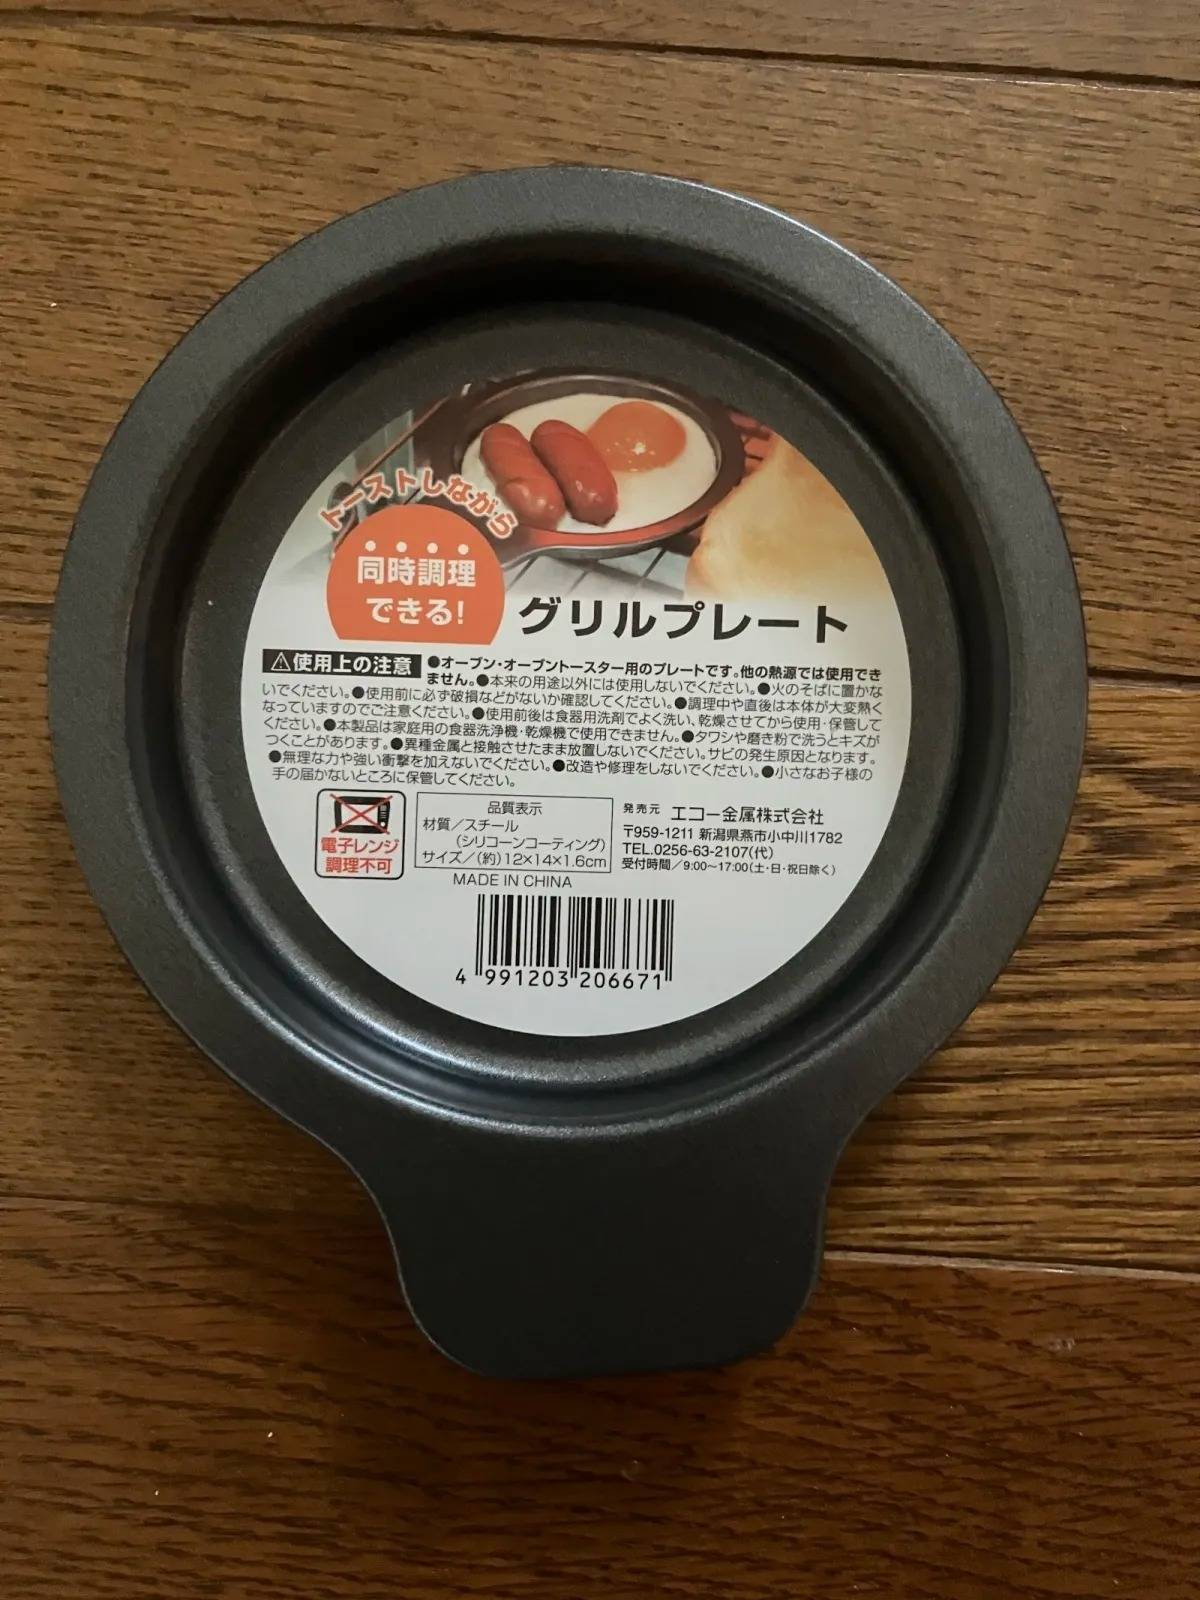 トーストしながら
同時調理
できる!
グリルプレート
⚠使用上の注意 ●オーブン・オーブントースター用のプレートです。他の熱源では使用でき
ません。●本来の用途以外には使用しないでください。●火のそばに置かな
いでください。●使用前に必ず破損などがないか確認してください。●調理中や直後は本体が大変熱く
なっていますのでご注意ください。●使用前後は食器用洗剤でよく洗い、乾燥させてから使用・保管して
ください。●本製品は家庭用の食器洗浄機・乾燥機で使用できません。●タワシや磨き粉で洗うとキズが
つくことがあります。●異種金属と接触させたまま放置しないでください。サビの発生原因となります。
●無理な力や強い衝撃を加えないでください。●改造や修理をしないでください。●小さなお子様の
手の届かないところに保管してください。
電子レンジ
調理不可
品質表示
材質/スチール
(シリコーンコーティング)
サイズ/(約)12×14×1.6cm
発売元 エコー金属株式会社
〒959-1211 新潟県燕市小中川1782
TEL.0256-63-2107(代)
受付時間/9:00~17:00(土・日・祝日除く)
MADE IN CHINA
4 991203 206671